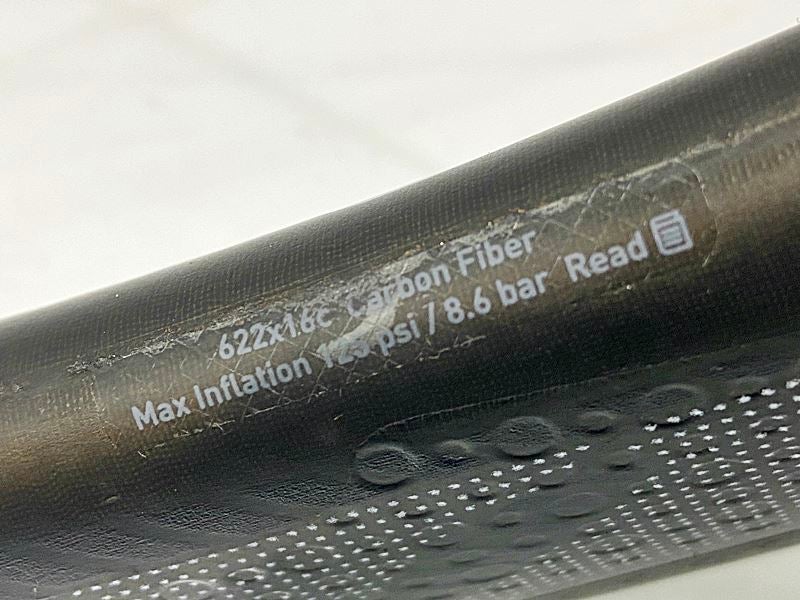 622x16c Carbon Fiber
Max Inflation 125 psi / 8.6 bar Read